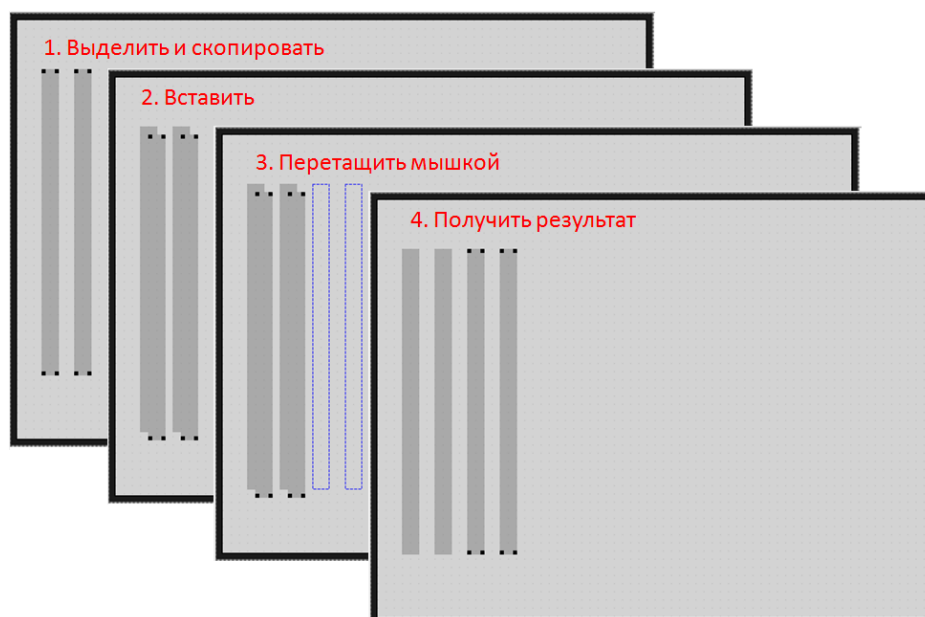 1. Выделить и скопировать
2. Вставить
3. Перетащить мышкой
4. Получить результат